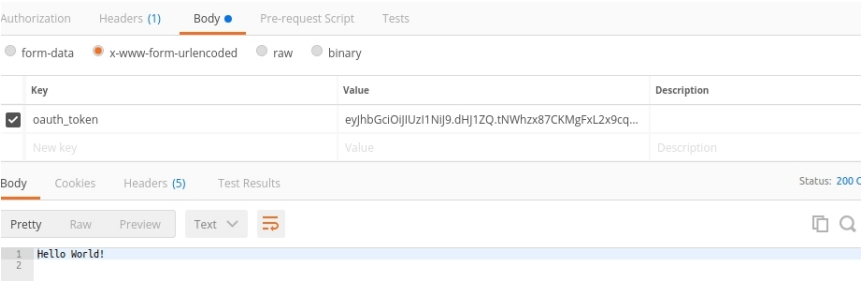 Authorization Headers (1) Body Pre-request Script Tests
form-data x-www-form-urlencoded raw binary
Key Value Description
oauth_token eyJhbGciOiJIUzI1NiJ9.dHJ1ZQ.tNWhzx87CKMgFxL2x9cq...
New key Value Description
Body Cookies Headers (5) Test Results Status: 200 O
Pretty Raw Preview Text
1 Hello World!
2